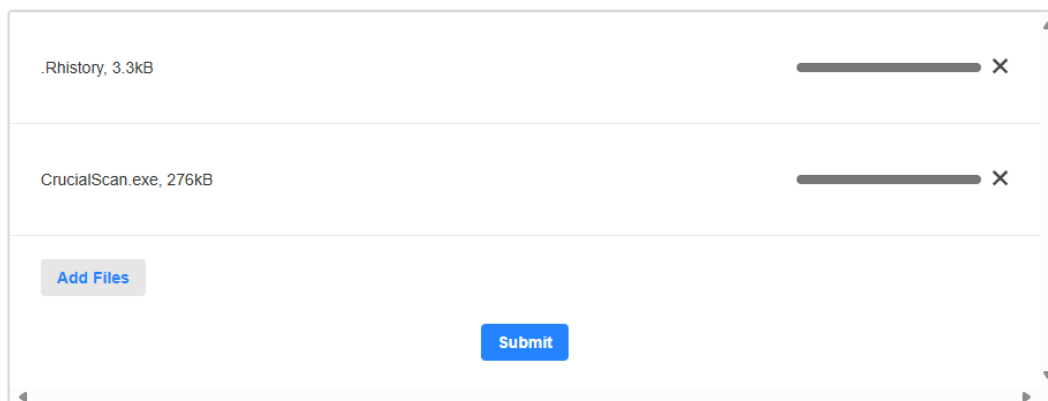 .Rhistory, 3.3kB
CrucialScan.exe, 276kB
Add Files
Submit